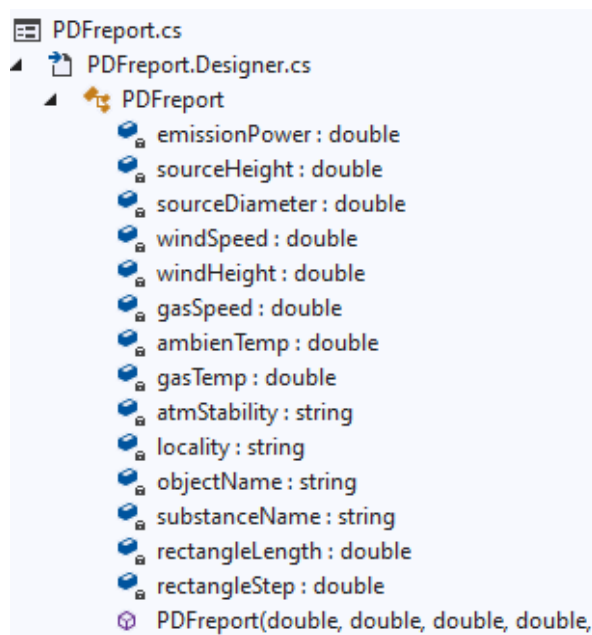 PDFreport.cs
PDFreport.Designer.cs
PDFreport
emissionPower : double
sourceHeight : double
sourceDiameter : double
windSpeed : double
windHeight : double
gasSpeed : double
ambienTemp : double
gasTemp : double
atmStability : string
locality : string
objectName : string
substanceName : string
rectangleLength : double
rectangleStep : double
PDFreport(double, double, double, double,